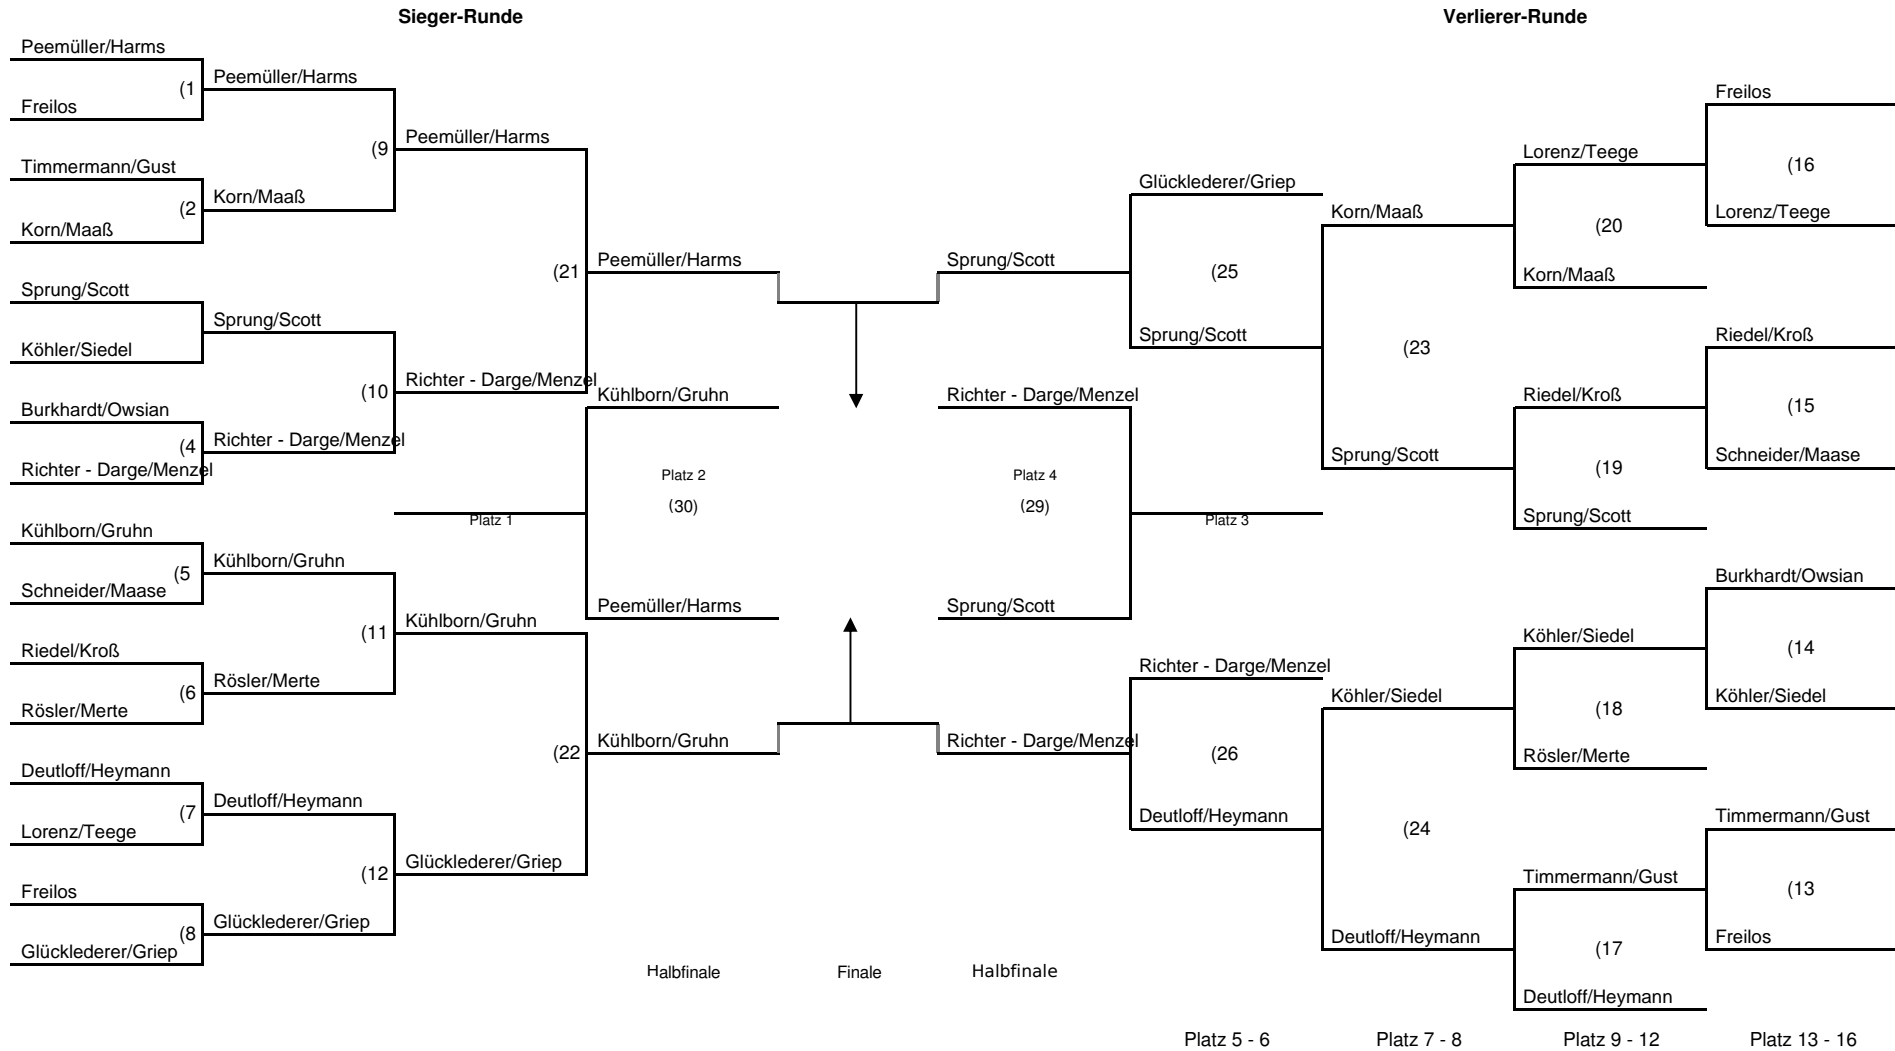 Sieger-Runde
Verlierer-Runde
Peemüller/Harms
(1
Freilos
Timmermann/Gust
(2
Korn/Maaß
Sprung/Scott
Köhler/Siedel
Burkhardt/Owsian
(4
Richter - Darge/Menzel
Kühlborn/Gruhn
(5
Schneider/Maase
Riedel/Kroß
(6
Rösler/Merte
Deutloff/Heymann
(7
Lorenz/Teege
Freilos
(8
Glücklederer/Griep
Peemüller/Harms
(9
Korn/Maaß
Sprung/Scott
(10
Richter - Darge/Menzel
Kühlborn/Gruhn
(11
Rösler/Merte
Deutloff/Heymann
(12
Glücklederer/Griep
Peemüller/Harms
(21
Richter - Darge/Menzel
Platz 1
Kühlborn/Gruhn
(22
Glücklederer/Griep
Peemüller/Harms
Kühlborn/Gruhn
Platz 2
(30)
Peemüller/Harms
Kühlborn/Gruhn
Halbfinale
Finale
Halbfinale
Sprung/Scott
Richter - Darge/Menzel
Platz 4
(29)
Sprung/Scott
Richter - Darge/Menzel
Glücklederer/Griep
(25
Sprung/Scott
Platz 3
Richter - Darge/Menzel
(26
Deutloff/Heymann
Platz 5 - 6
Korn/Maaß
(23
Sprung/Scott
Köhler/Siedel
(24
Deutloff/Heymann
Platz 7 - 8
Lorenz/Teege
(20
Korn/Maaß
Riedel/Kroß
(19
Sprung/Scott
Köhler/Siedel
(18
Rösler/Merte
Timmermann/Gust
(17
Deutloff/Heymann
Platz 9 - 12
Freilos
(16
Lorenz/Teege
Riedel/Kroß
(15
Schneider/Maase
Burkhardt/Owsian
(14
Köhler/Siedel
Timmermann/Gust
(13
Freilos
Platz 13 - 16